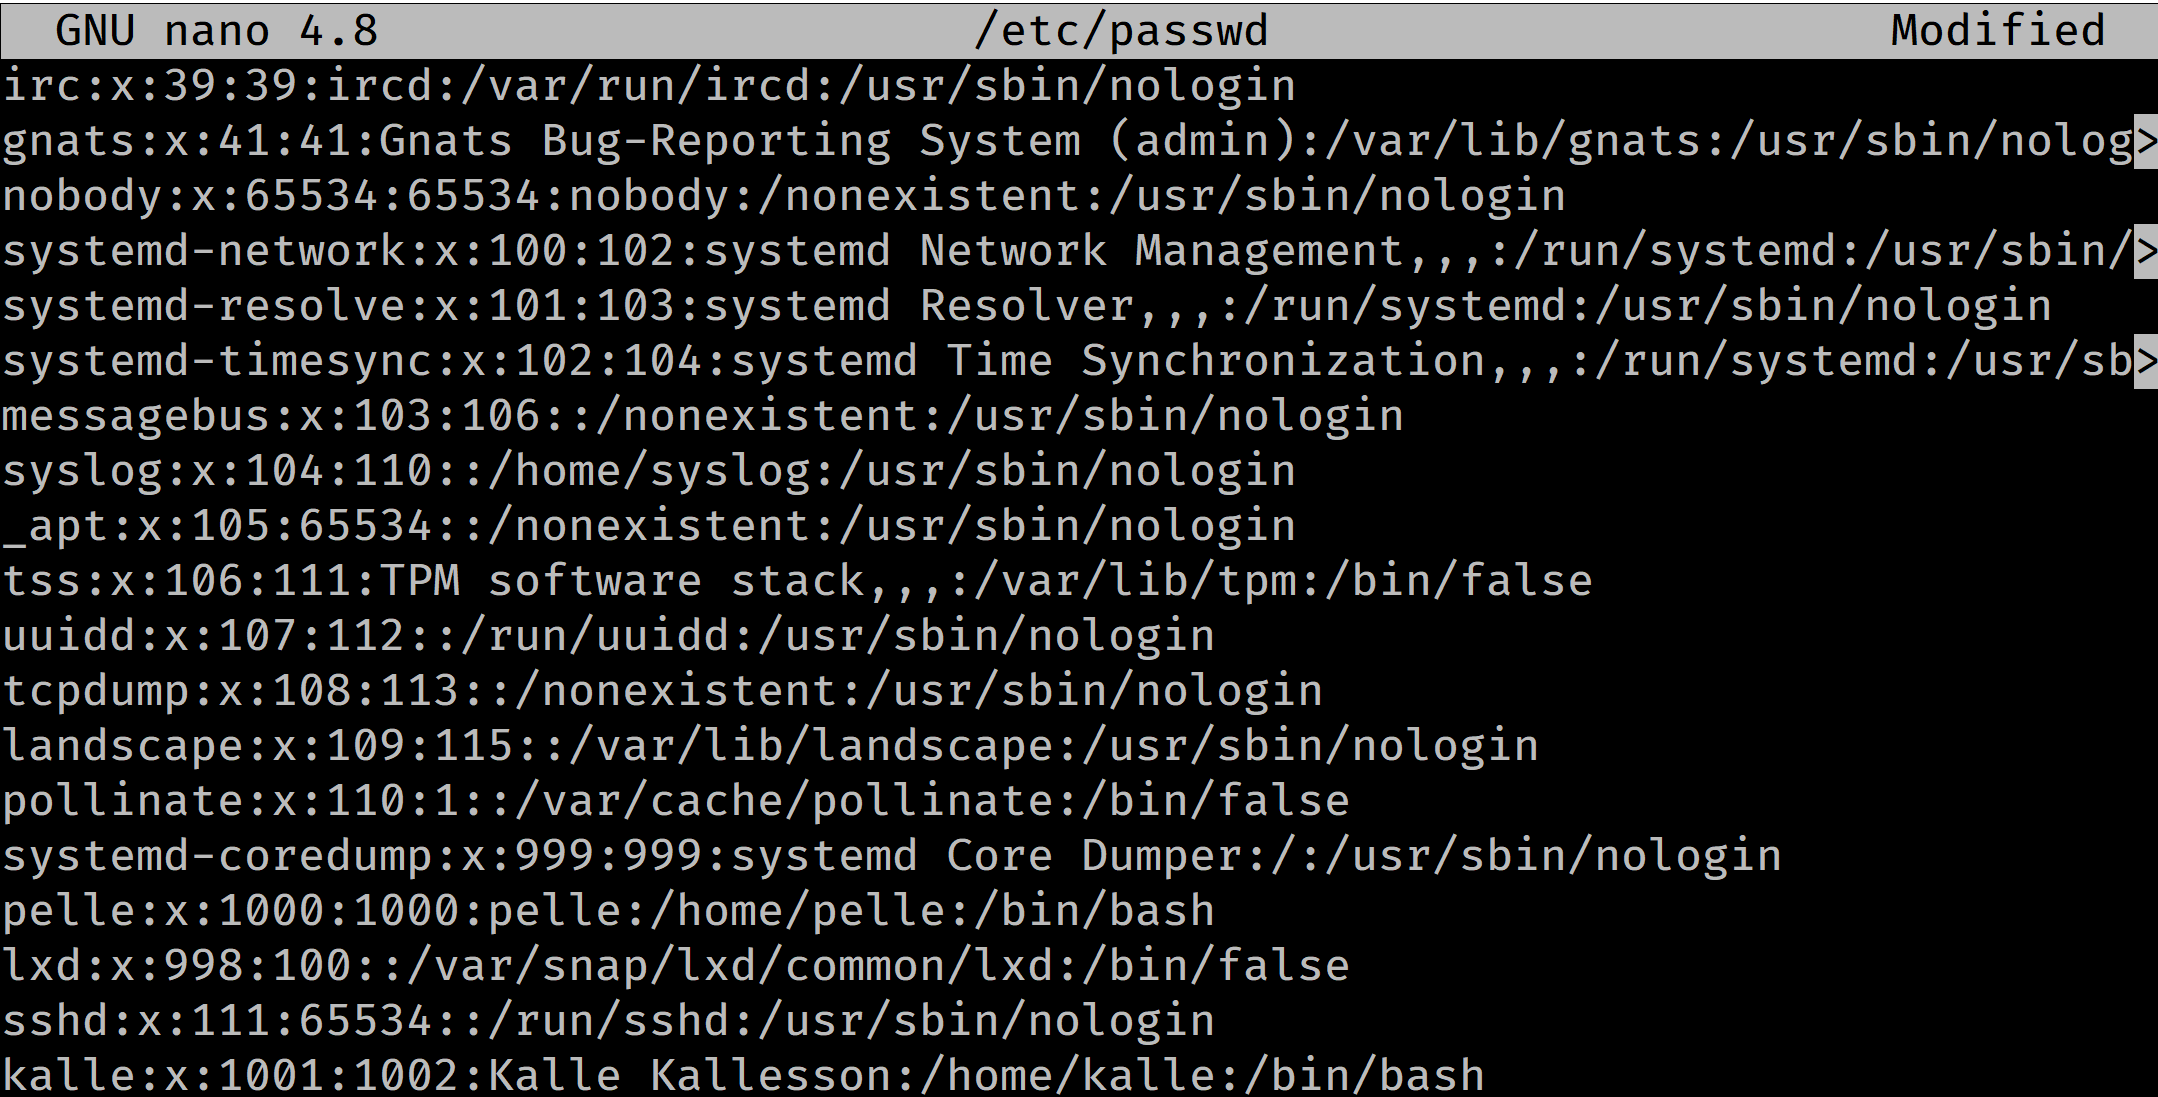 GNU nano 4.8 /etc/passwd Modified
irc:x:39:39:ircd:/var/run/ircd:/usr/sbin/nologin
gnats:x:41:41:Gnats Bug-Reporting System (admin):/var/lib/gnats:/usr/sbin/nolog>
nobody:x:65534:65534:nobody:/nonexistent:/usr/sbin/nologin
systemd-network:x:100:102:systemd Network Management,,,:/run/systemd:/usr/sbin/>
systemd-resolve:x:101:103:systemd Resolver,,,:/run/systemd:/usr/sbin/nologin
systemd-timesync:x:102:104:systemd Time Synchronization,,,:/run/systemd:/usr/sb>
messagebus:x:103:106::/nonexistent:/usr/sbin/nologin
syslog:x:104:110::/home/syslog:/usr/sbin/nologin
_apt:x:105:65534::/nonexistent:/usr/sbin/nologin
tss:x:106:111:TPM software stack,,,:/var/lib/tpm:/bin/false
uuidd:x:107:112::/run/uuidd:/usr/sbin/nologin
tcpdump:x:108:113::/nonexistent:/usr/sbin/nologin
landscape:x:109:115::/var/lib/landscape:/usr/sbin/nologin
pollinate:x:110:1::/var/cache/pollinate:/bin/false
systemd-coredump:x:999:999:systemd Core Dumper:/:/usr/sbin/nologin
pelle:x:1000:1000:pelle:/home/pelle:/bin/bash
lxd:x:998:100::/var/snap/lxd/common/lxd:/bin/false
sshd:x:111:65534::/run/sshd:/usr/sbin/nologin
kalle:x:1001:1002:Kalle Kallesson:/home/kalle:/bin/bash